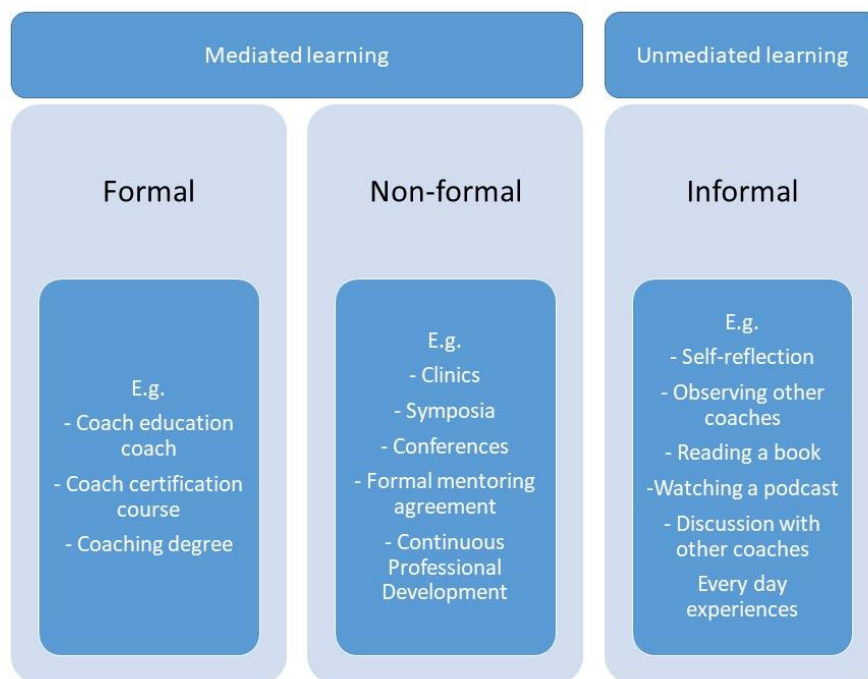 Mediated learning
Unmediated learning
Formal
Non-formal
Informal
E.g.
- Coach education
coach
- Coach certification
course
- Coaching degree
E.g.
- Clinics
- Symposia
- Conferences
- Formal mentoring
agreement
- Continuous
Professional
Development
E.g.
- Self-reflection
- Observing other
coaches
- Reading a book
-Watching a podcast
- Discussion with
other coaches
Every day
experiences